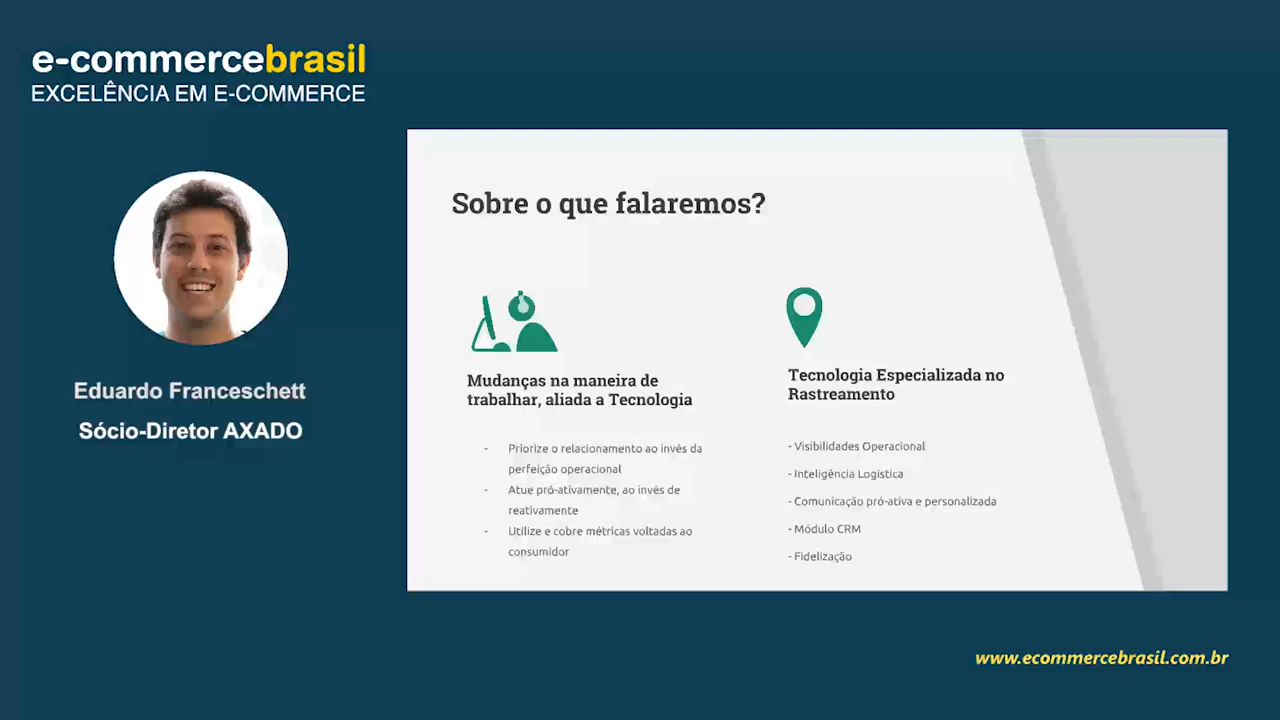 e-commercebrasil
EXCELÊNCIA EM E-COMMERCE
Eduardo Franceschett
Sócio-Diretor AXADO
Sobre o que falaremos?
Mudanças na maneira de
trabalhar, aliada a Tecnologia
- Priorize o relacionamento ao invés da
perfeição operacional
- Atue pró-ativamente, ao invés de
reativamente
- Utilize e cobre métricas voltadas ao
consumidor
Tecnologia Especializada no
Rastreamento
- Visibilidades Operacional
- Inteligência Logística
- Comunicação pró-ativa e personalizada
- Módulo CRM
- Fidelização
www.ecommercebrasil.com.br